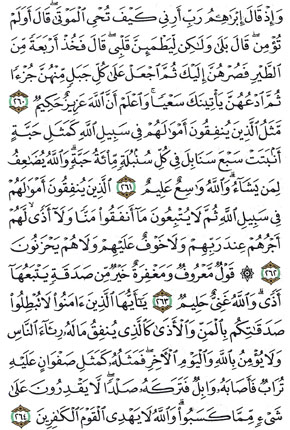 وَإِذْ قَالَ إِبْرَٰهِـۧمُ رَبِّ أَرِنِى كَيْفَ تُحْىِ ٱلْمَوْتَىٰ ۖ قَالَ أَوَلَمْ
تُؤْمِن ۖ قَالَ بَلَىٰ وَلَـٰكِن لِّيَطْمَئِنَّ قَلْبِى ۖ قَالَ فَخُذْ أَرْبَعَةً مِّنَ
ٱلطَّيْرِ فَصُرْهُنَّ إِلَيْكَ ثُمَّ ٱجْعَلْ عَلَىٰ كُلِّ جَبَلٍ مِّنْهُنَّ جُزْءًا
ثُمَّ ٱدْعُهُنَّ يَأْتِينَكَ سَعْيًا ۚ وَٱعْلَمْ أَنَّ ٱللَّهَ عَزِيزٌ حَكِيمٌ ٢٦٠
مَّثَلُ ٱلَّذِينَ يُنفِقُونَ أَمْوَٰلَهُمْ فِى سَبِيلِ ٱللَّهِ كَمَثَلِ حَبَّةٍ
أَنۢبَتَتْ سَبْعَ سَنَابِلَ فِى كُلِّ سُنۢبُلَةٍ مِّا۟ئَةُ حَبَّةٍ ۗ وَٱللَّهُ يُضَـٰعِفُ
لِمَن يَشَآءُ ۗ وَٱللَّهُ وَٰسِعٌ عَلِيمٌ ٢٦١ ٱلَّذِينَ يُنفِقُونَ أَمْوَٰلَهُمْ
فِى سَبِيلِ ٱللَّهِ ثُمَّ لَا يُتْبِعُونَ مَآ أَنفَقُوا۟ مَنًّا وَلَآ أَذًى ۙ لَّهُمْ
أَجْرُهُمْ عِندَ رَبِّهِمْ وَلَا خَوْفٌ عَلَيْهِمْ وَلَا هُمْ يَحْزَنُونَ
٢٦٢ ۞ قَوْلٌ مَّعْرُوفٌ وَمَغْفِرَةٌ خَيْرٌ مِّن صَدَقَةٍ يَتْبَعُهَآ
أَذًى ۗ وَٱللَّهُ غَنِىٌّ حَلِيمٌ ٢٦٣ يَـٰٓأَيُّهَا ٱلَّذِينَ ءَامَنُوا۟ لَا تُبْطِلُوا۟
صَدَقَـٰتِكُم بِٱلْمَنِّ وَٱلْأَذَىٰ كَٱلَّذِى يُنفِقُ مَالَهُۥ رِئَآءَ ٱلنَّاسِ
وَلَا يُؤْمِنُ بِٱللَّهِ وَٱلْيَوْمِ ٱلْـَٔاخِرِ ۖ فَمَثَلُهُۥ كَمَثَلِ صَفْوَانٍ عَلَيْهِ
تُرَابٌ فَأَصَابَهُۥ وَابِلٌ فَتَرَكَهُۥ صَلْدًا ۖ لَّا يَقْدِرُونَ عَلَىٰ
شَىْءٍ مِّمَّا كَسَبُوا۟ ۗ وَٱللَّهُ لَا يَهْدِى ٱلْقَوْمَ ٱلْكَـٰفِرِينَ ٢٦٤